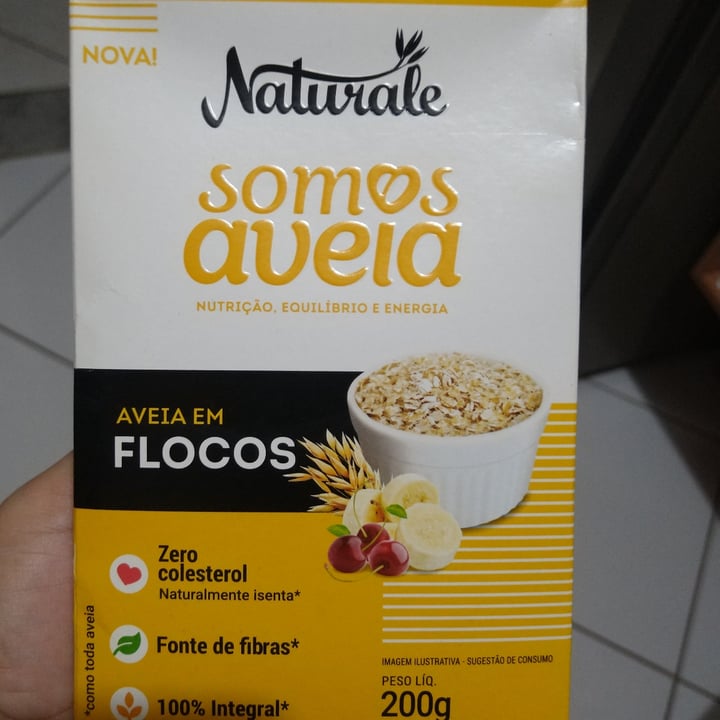 NOVA!
Naturale
somos
aveia
NUTRIÇÃO, EQUILÍBRIO E ENERGIA
AVEIA EM
FLOCOS
Zero
colesterol
Naturalmente isenta*
Fonte de fibras*
100% Integral*
*como toda aveia
IMAGEM ILUSTRATIVA - SUGESTÃO DE CONSUMO
PESO LÍQ.
200g